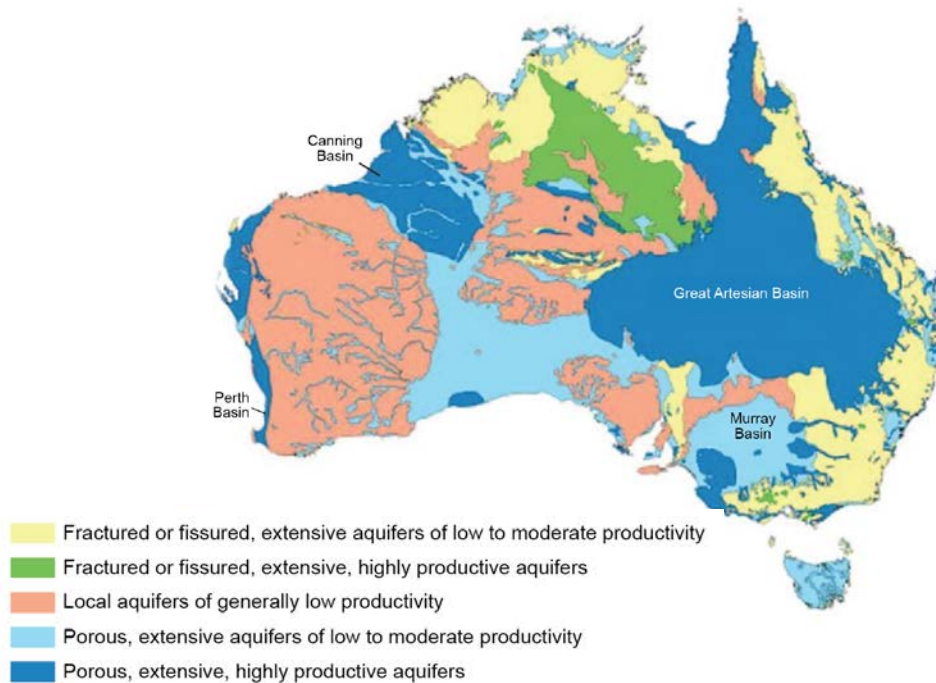 Canning
Basin
Great Artesian Basin
Perth
Basin
Murray
Basin
Fractured or fissured, extensive aquifers of low to moderate productivity
Fractured or fissured, extensive, highly productive aquifers
Local aquifers of generally low productivity
Porous, extensive aquifers of low to moderate productivity
Porous, extensive, highly productive aquifers